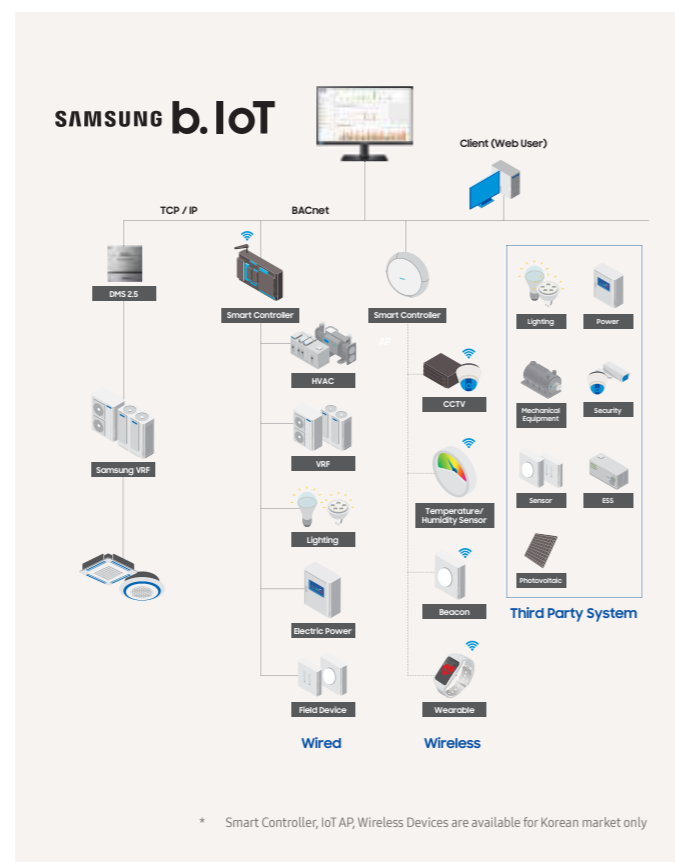 SAMSUNG b.IoT
Client (Web User)
TCP / IP
BACnet
DMS 2.5
Samsung VRF
Smart Controller
HVAC
VRF
Lighting
Electric Power
Field Device
Wired
Smart Controller
AP
CCTV
Temperature/
Humidity Sensor
Beacon
Wearable
Wireless
Lighting
Power
Mechanical
Equipment
Security
Sensor
ESS
Photovoltaic
Third Party System
* Smart Controller, IoT AP, Wireless Devices are available for Korean market only